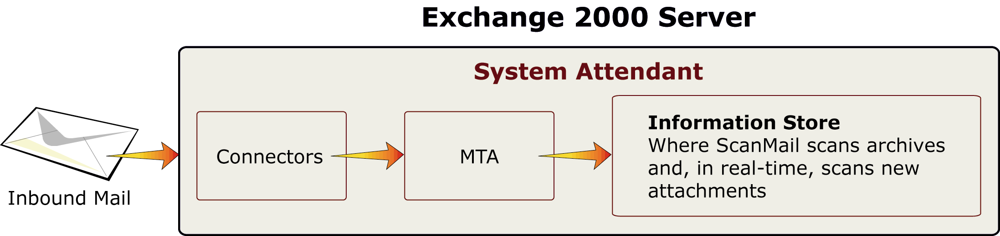 Exchange 2000 Server
System Attendant
Inbound Mail
Connectors
MTA
Information Store
Where ScanMail scans archives
and, in real-time, scans new
attachments